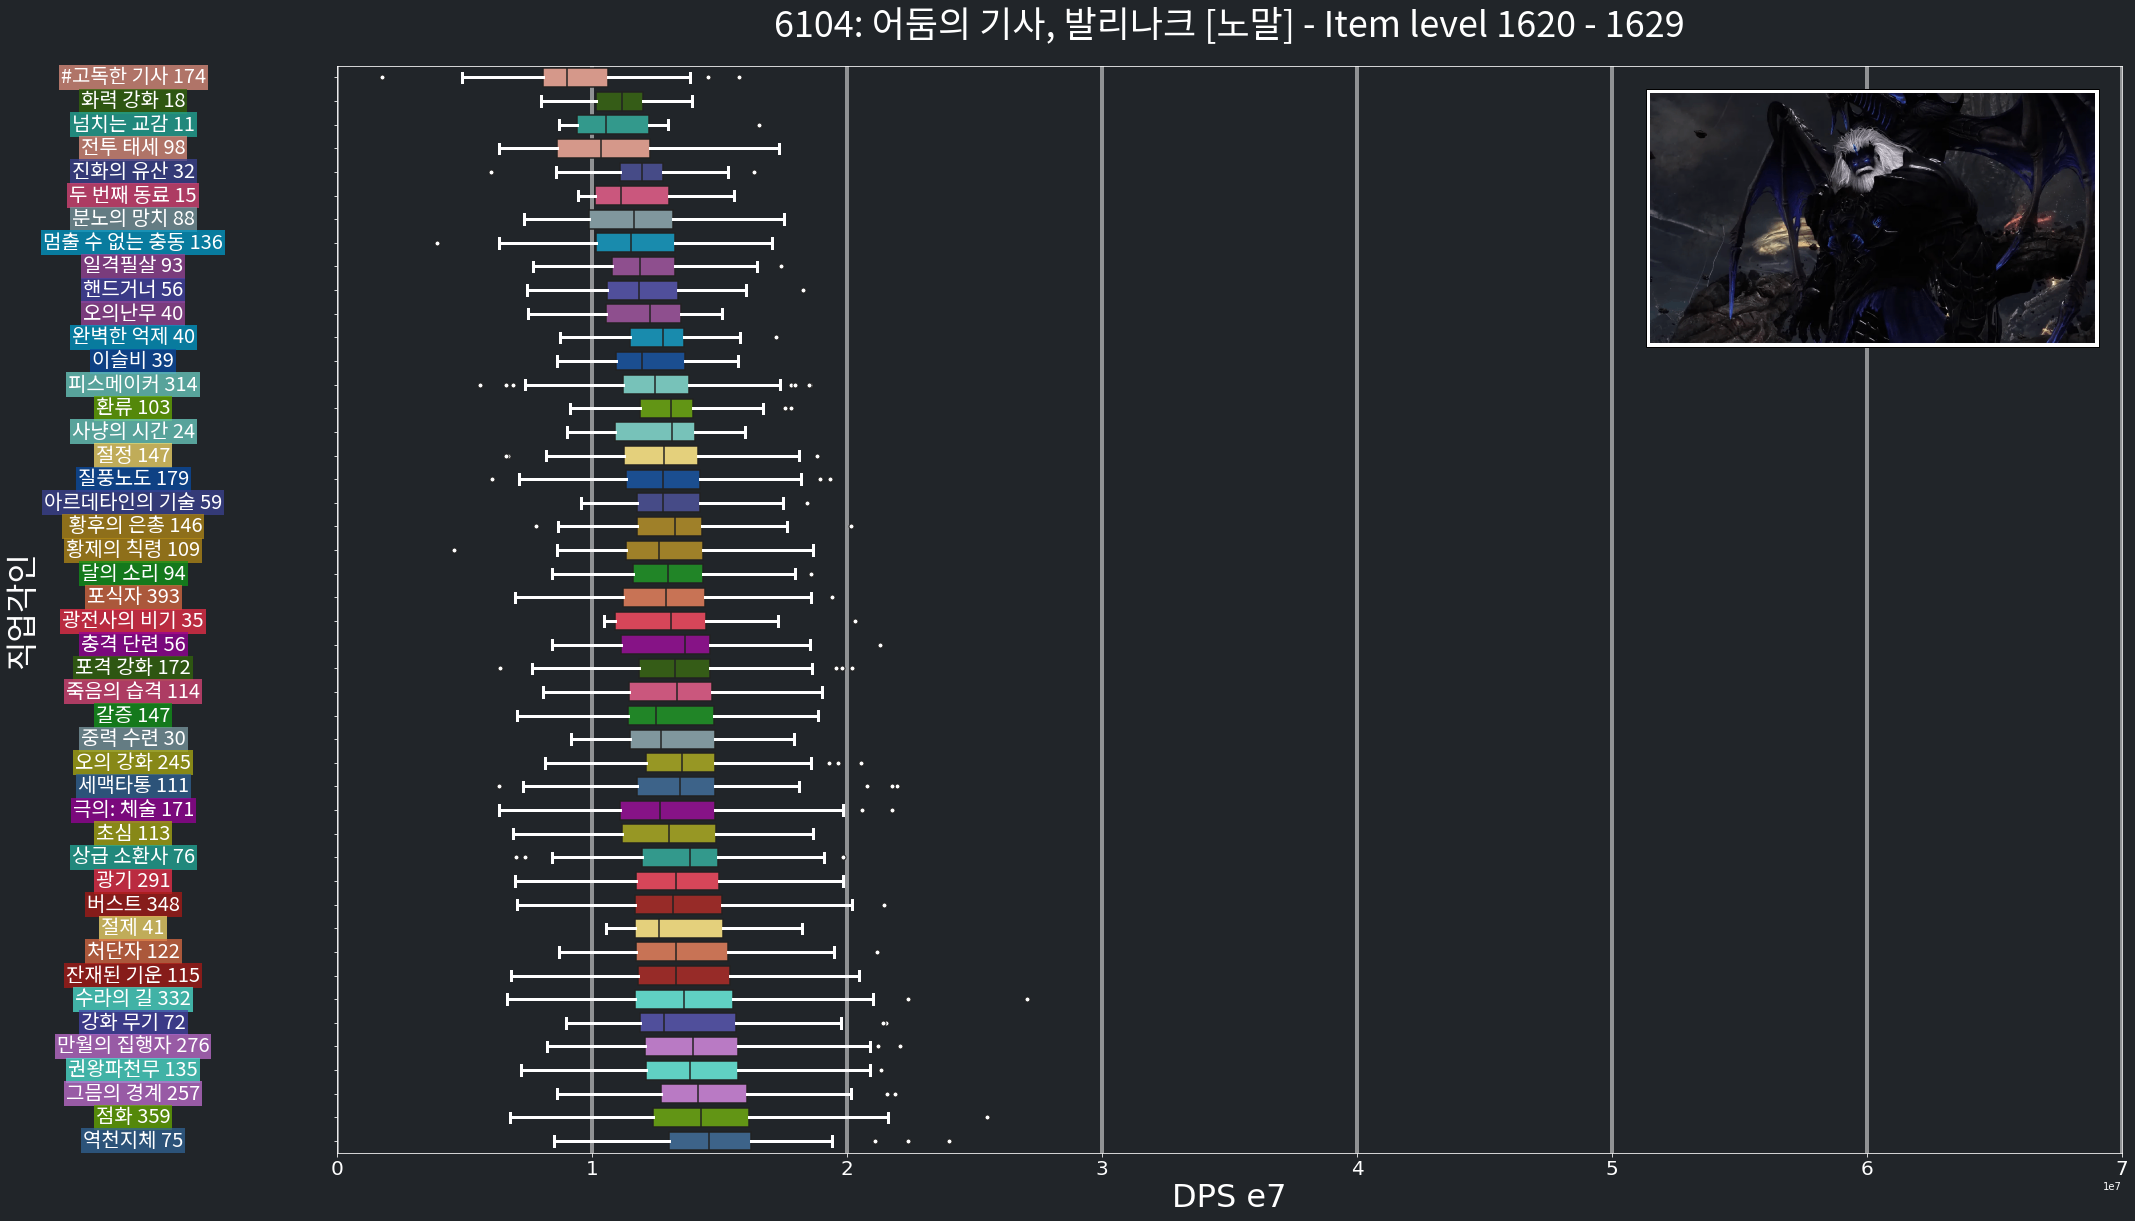 6104: 어둠의 기사, 발리나크 [노말] - Item level 1620 - 1629
#고독한 기사 174
화력 강화 18
넘치는 교감 11
전투 태세 98
진화의 유산 32
두 번째 동료 15
분노의 망치 88
멈출 수 없는 충동 136
일격필살 93
핸드거너 56
오의난무 40
완벽한 억제 40
이슬비 39
피스메이커 314
환류 103
사냥의 시간 24
절정 147
질풍노도 179
아르데타인의 기술 59
황후의 은총 146
황제의 칙령 109
달의 소리 94
포식자 393
광전사의 비기 35
충격 단련 56
포격 강화 172
죽음의 습격 114
갈증 147
중력 수련 30
오의 강화 245
세맥타통 111
극의: 체술 171
초심 113
상급 소환사 76
광기 291
버스트 348
절제 41
처단자 122
잔재된 기운 115
수라의 길 332
강화 무기 72
만월의 집행자 276
권왕파천무 135
그믐의 경계 257
점화 359
역천지체 75
직업각인
0 1 2 3 4 5 6 7
1e7
DPS e7